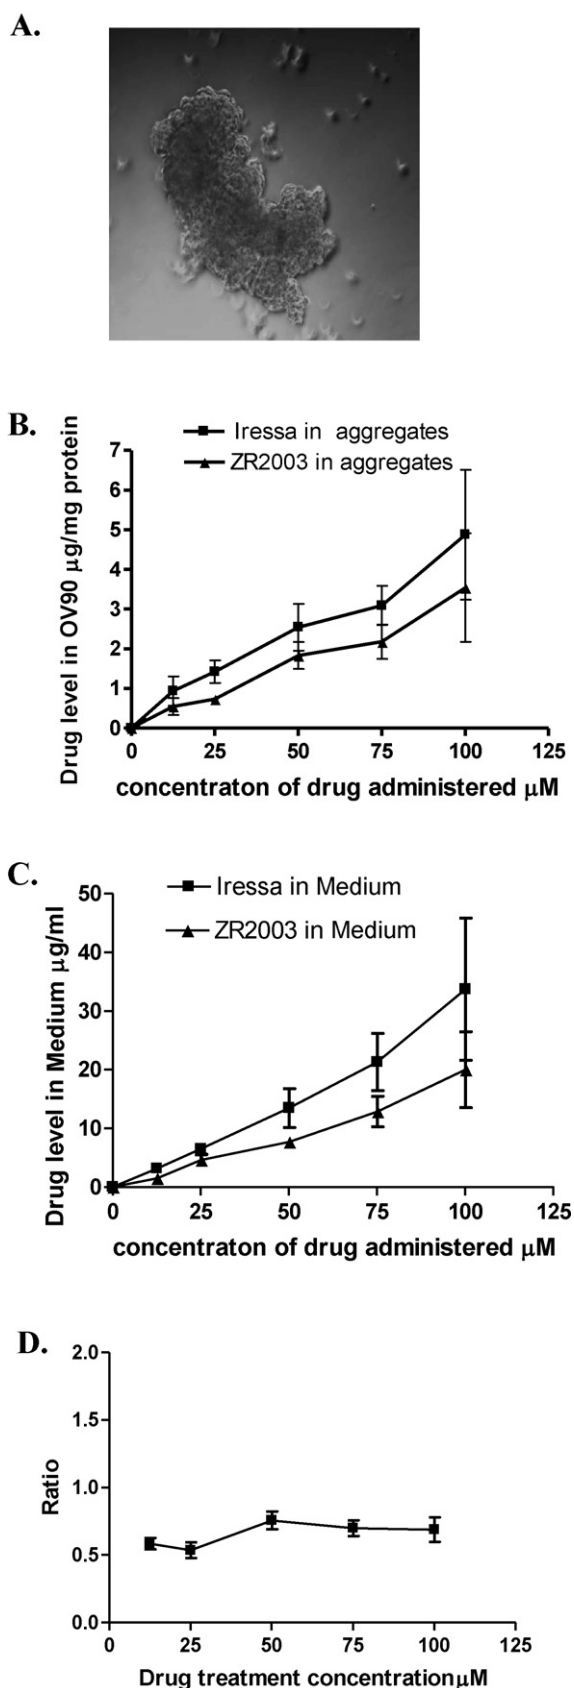 A.
B.
Iressa in aggregates
ZR2003 in aggregates
Drug level in OV90 µg/mg protein
7
6
5
4
3
2
1
0
0 25 50 75 100 125
concentraton of drug administered µM
C.
Iressa in Medium
ZR2003 in Medium
Drug level in Medium µg/ml
50
40
30
20
10
0
0 25 50 75 100 125
concentraton of drug administered µM
D.
Ratio
2.0
1.5
1.0
0.5
0.0
0 25 50 75 100 125
Drug treatment concentrationµM